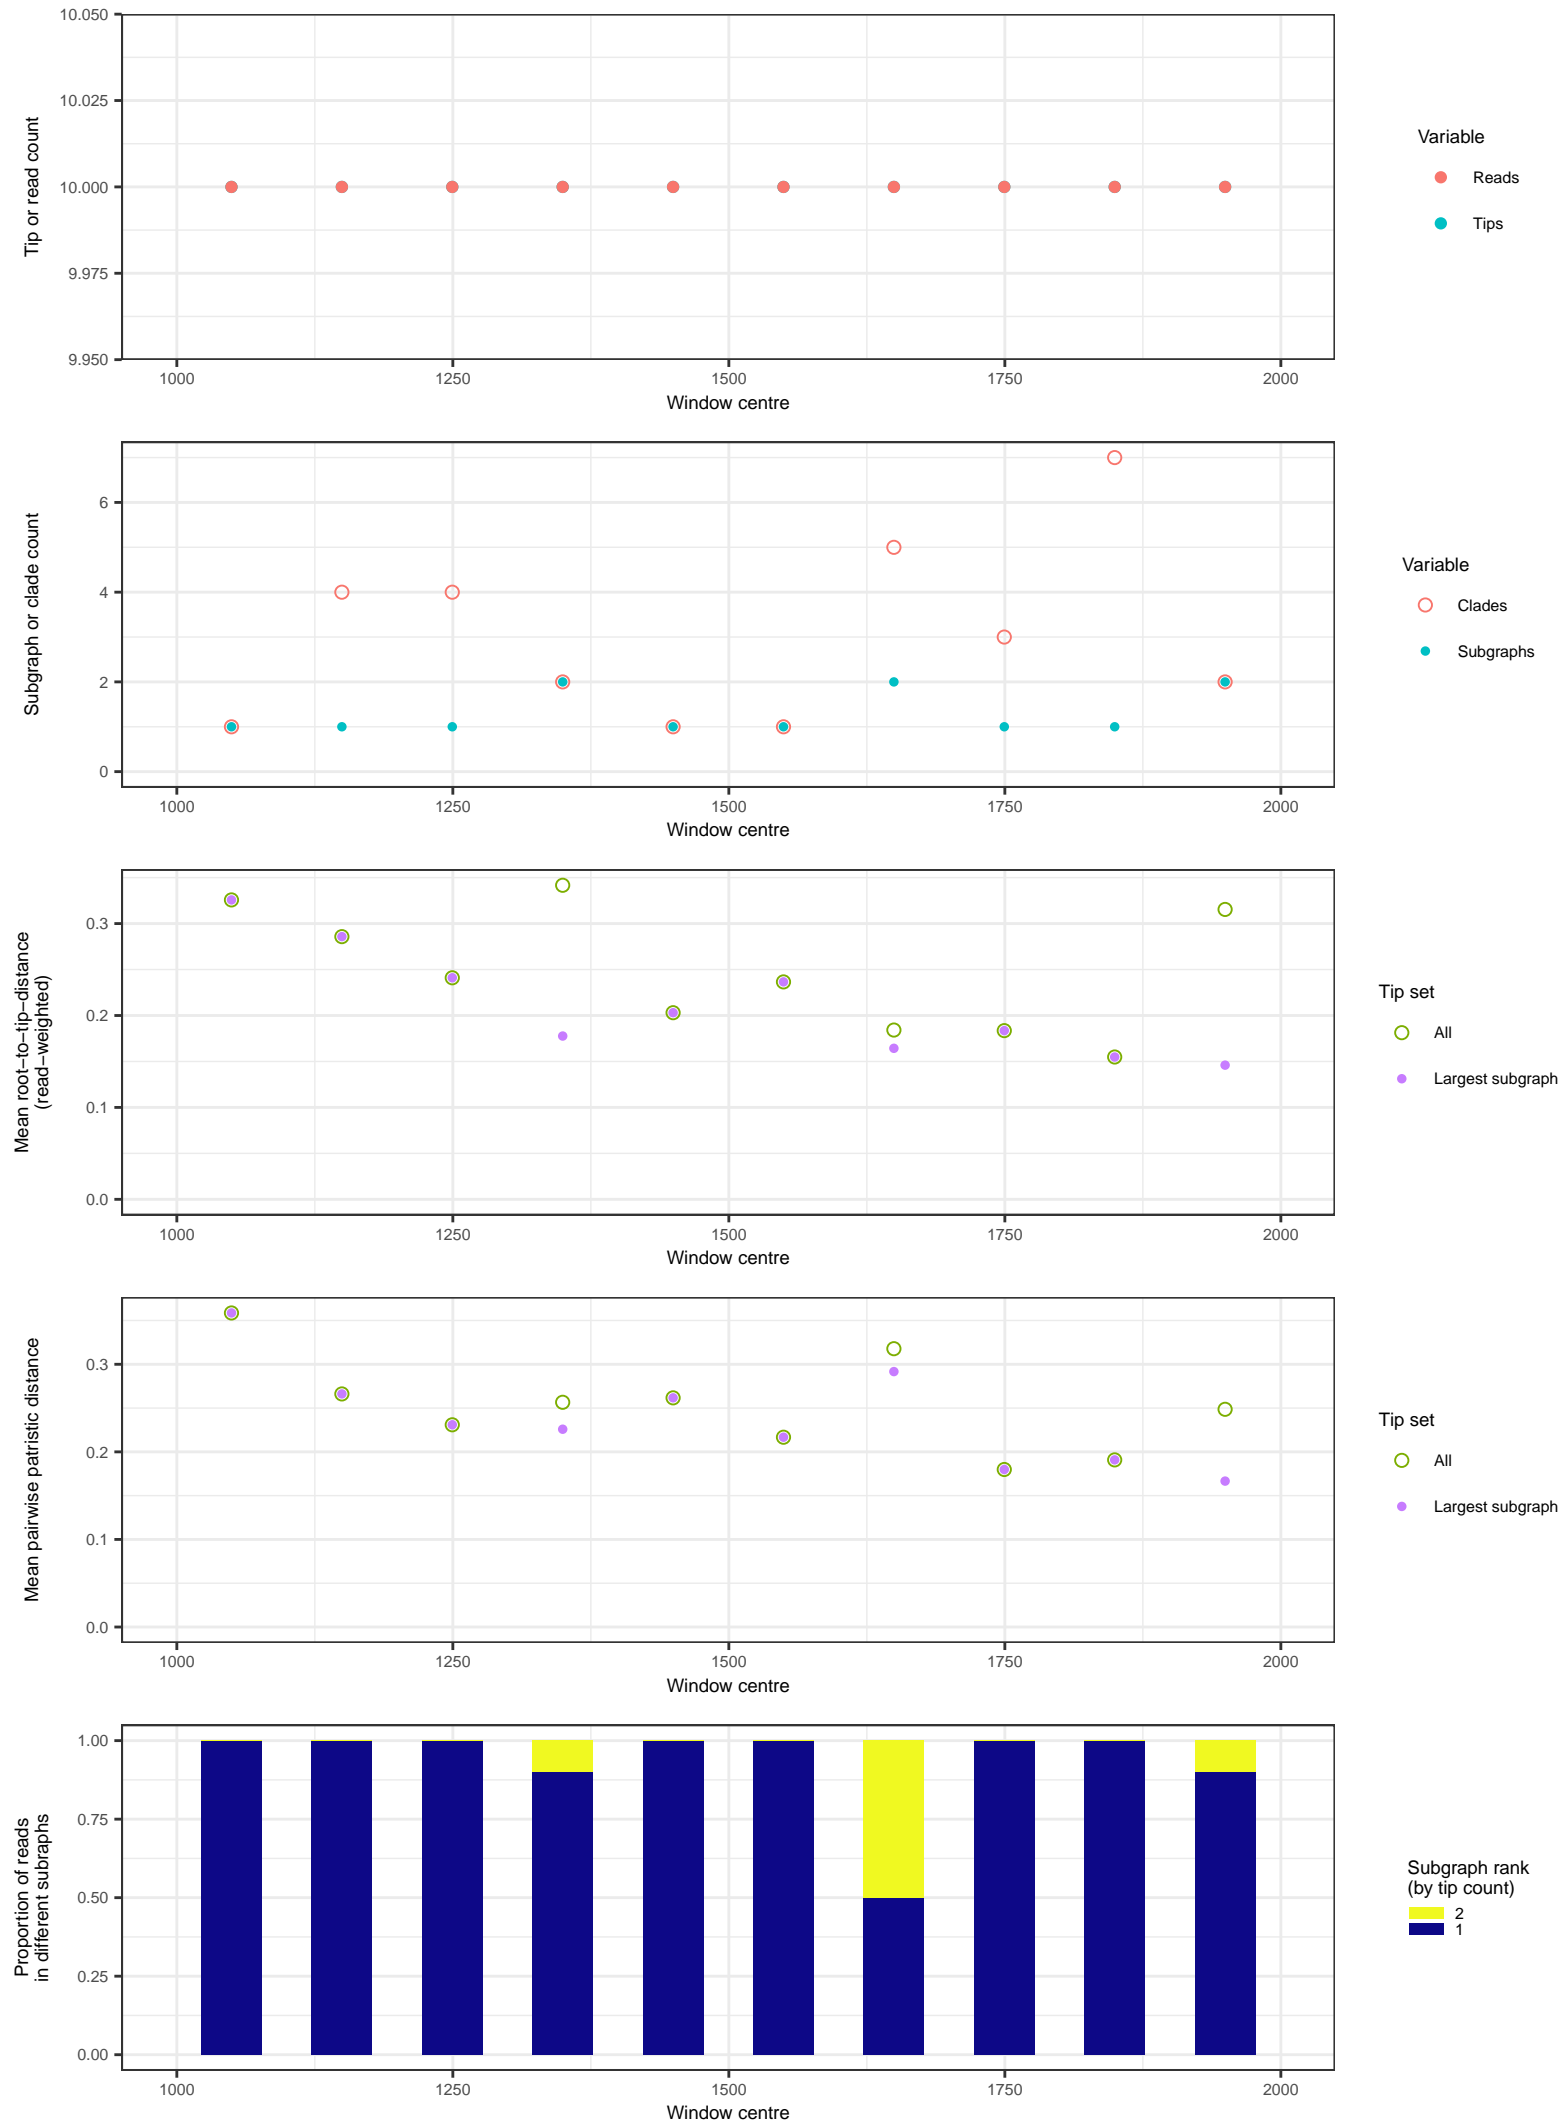 10.050
10.025
10.000
9.975
9.950
Tip or read count
1000 1250 1500 1750 2000
Window centre
Variable
Reads
Tips
6
4
2
0
Subgraph or clade count
1000 1250 1500 1750 2000
Window centre
Variable
Clades
Subgraphs
0.3
0.2
0.1
0.0
Mean root−to−tip−distance
(read−weighted)
1000 1250 1500 1750 2000
Window centre
Tip set
All
Largest subgraph
0.3
0.2
0.1
0.0
Mean pairwise patristic distance
1000 1250 1500 1750 2000
Window centre
Tip set
All
Largest subgraph
1.00
0.75
0.50
0.25
0.00
Proportion of reads
in different subraphs
1000 1250 1500 1750 2000
Window centre
Subgraph rank
(by tip count)
2
1